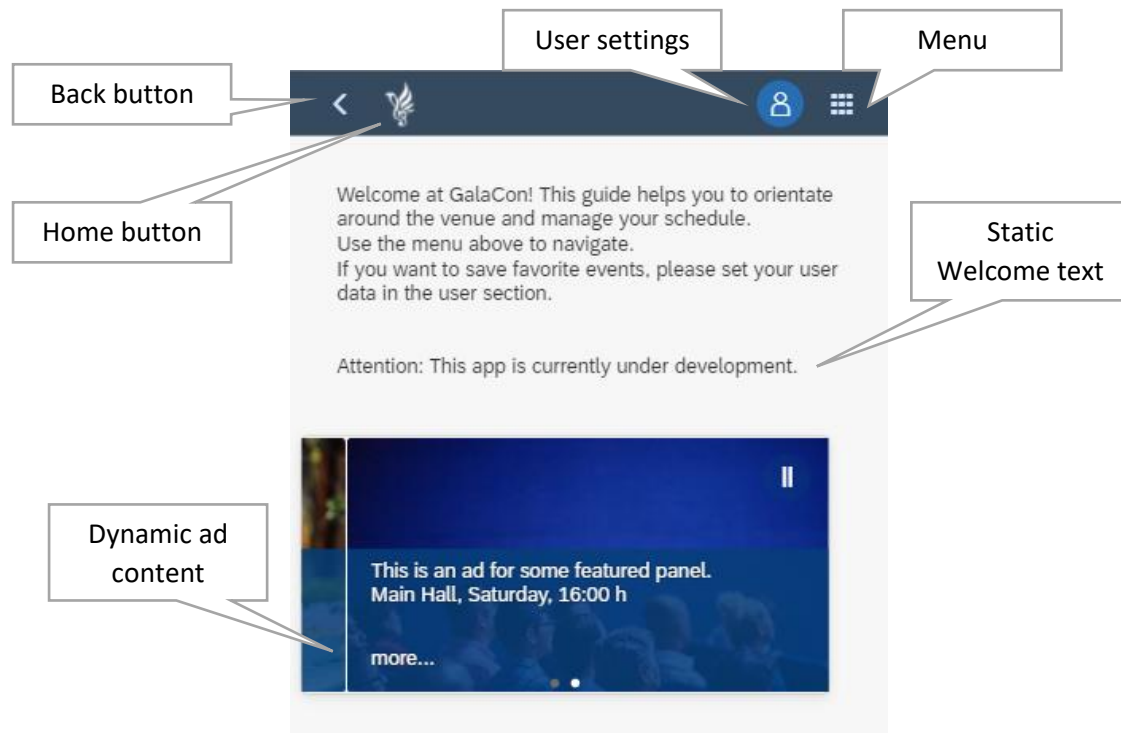 User settings
Menu
Back button
Home button
Welcome at GalaCon! This guide helps you to orientate
around the venue and manage your schedule.
Use the menu above to navigate.
If you want to save favorite events, please set your user
data in the user section.
Static
Welcome text
Attention: This app is currently under development.
Dynamic ad
content
This is an ad for some featured panel.
Main Hall, Saturday, 16:00 h
more...